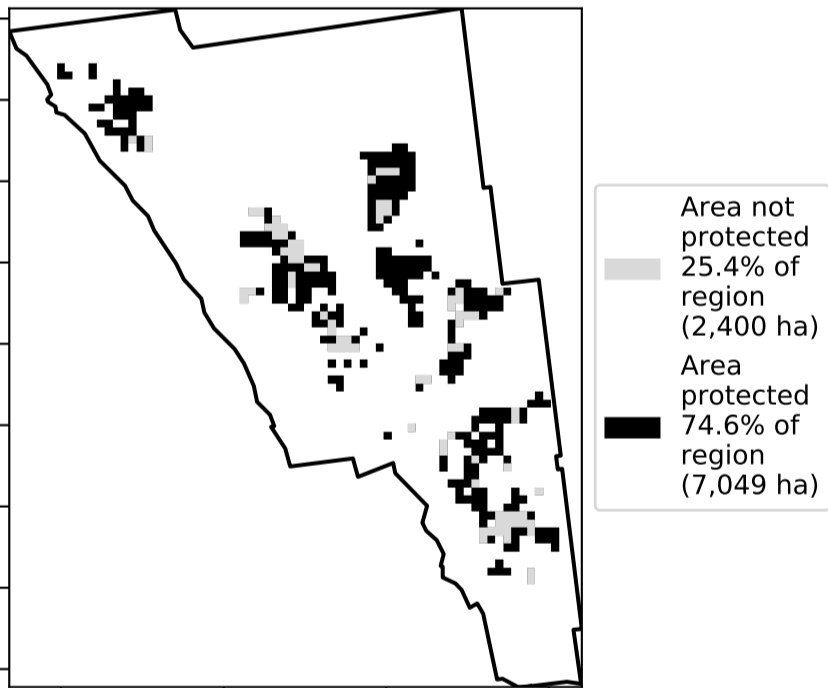 Area not
protected
25.4% of
region
(2,400 ha)
Area
protected
74.6% of
region
(7,049 ha)